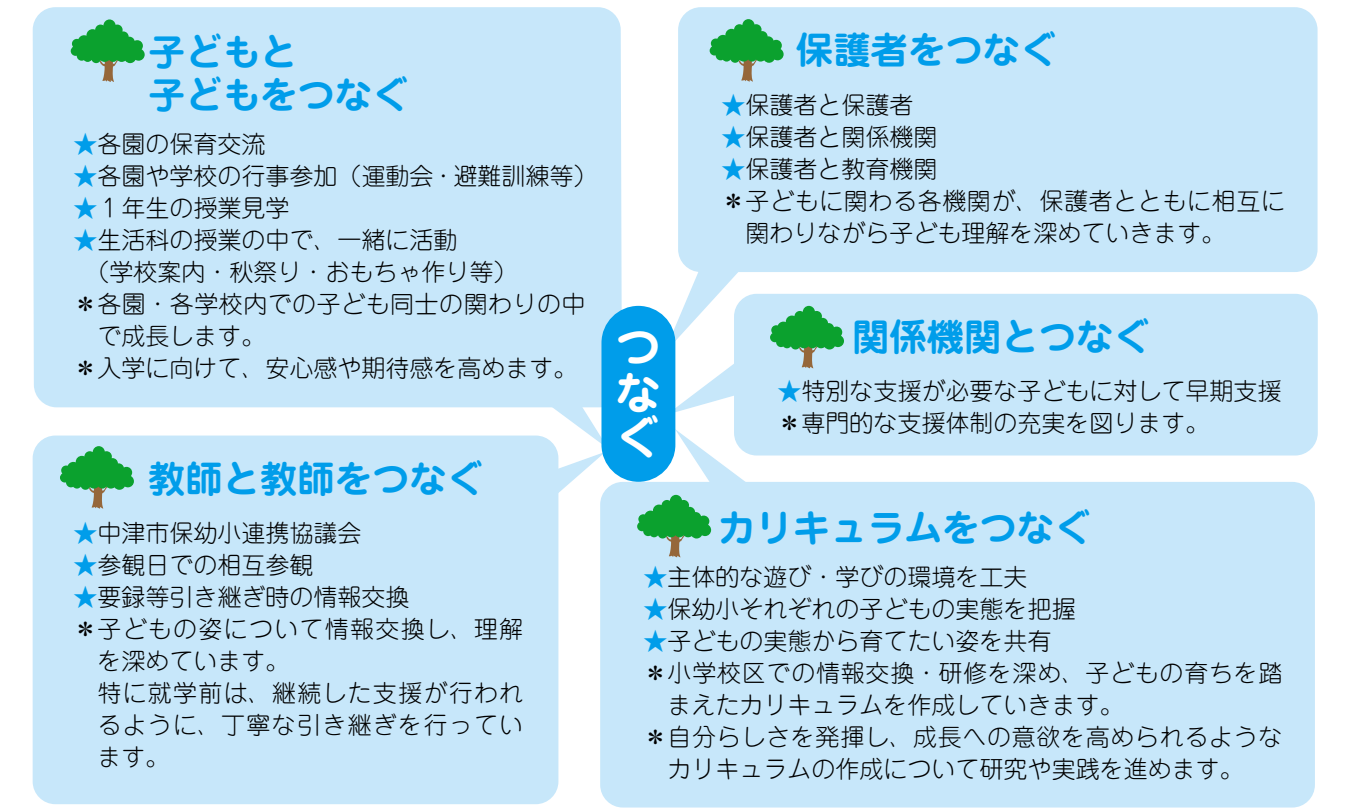 子どもと
子どもをつなぐ
★各園の保育交流
★各園や学校の行事参加（運動会・避難訓練等）
★１年生の授業見学
★生活科の授業の中で、一緒に活動
（学校案内・秋祭り・おもちゃ作り等）
＊各園・各学校内での子ども同士の関わりの中
で成長します。
＊入学に向けて、安心感や期待感を高めます。
保護者をつなぐ
★保護者と保護者
★保護者と関係機関
★保護者と教育機関
＊子どもに関わる各機関が、保護者とともに相互に
関わりながら子ども理解を深めていきます。
つなぐ
関係機関とつなぐ
★特別な支援が必要な子どもに対して早期支援
＊専門的な支援体制の充実を図ります。
教師と教師をつなぐ
★中津市保幼小連携協議会
★参観日での相互参観
★要録等引き継ぎ時の情報交換
＊子どもの姿について情報交換し、理解
を深めています。
特に就学前は、継続した支援が行われ
るように、丁寧な引き継ぎを行ってい
ます。
カリキュラムをつなぐ
★主体的な遊び・学びの環境を工夫
★保幼小それぞれの子どもの実態を把握
★子どもの実態から育てたい姿を共有
＊小学校区での情報交換・研修を深め、子どもの育ちを踏
まえたカリキュラムを作成していきます。
＊自分らしさを発揮し、成長への意欲を高められるような
カリキュラムの作成について研究や実践を進めます。